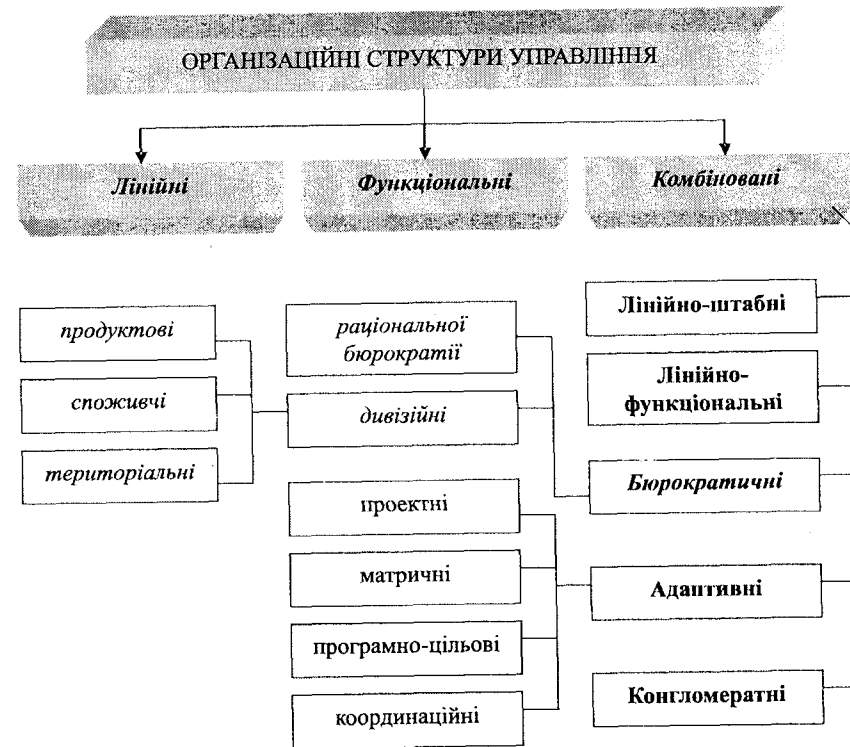 ОРГАНІЗАЦІЙНІ СТРУКТУРИ УПРАВЛІННЯ
Лінійні
Функціональні
Комбіновані
продуктові
споживчі
територіальні
раціональної
бюрократії
дивізійні
проектні
матричні
програмно-цільові
координаційні
Лінійно-штабні
Лінійно-
функціональні
Бюрократичні
Адаптивні
Конгломератні